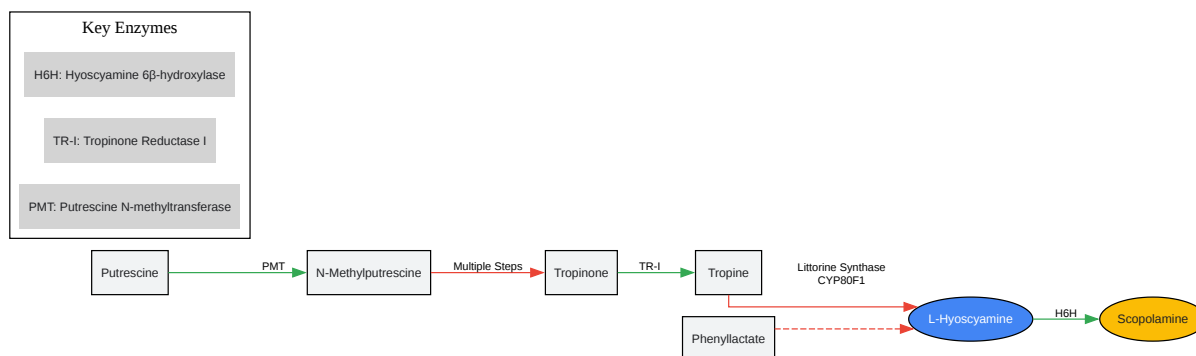 Key Enzymes
H6H: Hyoscyamine 6β-hydroxylase
TR-I: Tropinone Reductase I
PMT: Putrescine N-methyltransferase
Putrescine
PMT
N-Methylputrescine
Multiple Steps
Tropinone
TR-I
Tropine
Littorine Synthase
CYP80F1
Phenyllactate
L-Hyoscyamine
H6H
Scopolamine